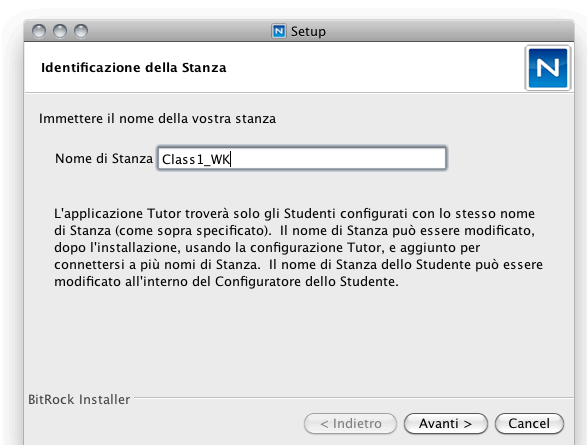 Setup
Identificazione della Stanza
N
Immettere il nome della vostra stanza
Nome di Stanza Class1_WK
L'applicazione Tutor troverà solo gli Studenti configurati con lo stesso nome
di Stanza (come sopra specificato).  Il nome di Stanza può essere modificato,
dopo l'installazione, usando la configurazione Tutor, e aggiunto per
connettersi a più nomi di Stanza.  Il nome di Stanza dello Studente può essere
modificato all'interno del Configuratore dello Studente.
BitRock Installer
< Indietro Avanti > Cancel